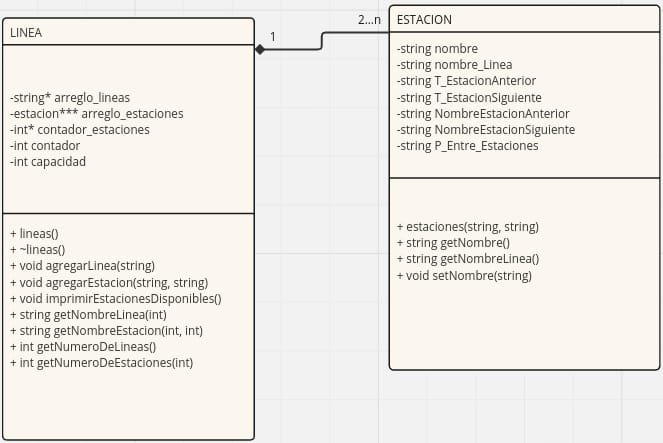 LINEA
-string* arreglo_lineas
-estacion*** arreglo_estaciones
-int* contador_estaciones
-int contador
-int capacidad
+ lineas()
+ ~lineas()
+ void agregarLinea(string)
+ void agregarEstacion(string, string)
+ void imprimirEstacionesDisponibles()
+ string getNombreLinea(int)
+ string getNombreEstacion(int, int)
+ int getNumeroDeLineas()
+ int getNumeroDeEstaciones(int)
1
2...n
ESTACION
-string nombre
-string nombre_Linea
-string T_EstacionAnterior
-string T_EstacionSiguiente
-string NombreEstacionAnterior
-string NombreEstacionSiguiente
-string P_Entre_Estaciones
+ estaciones(string, string)
+ string getNombre()
+ string getNombreLinea()
+ void setNombre(string)